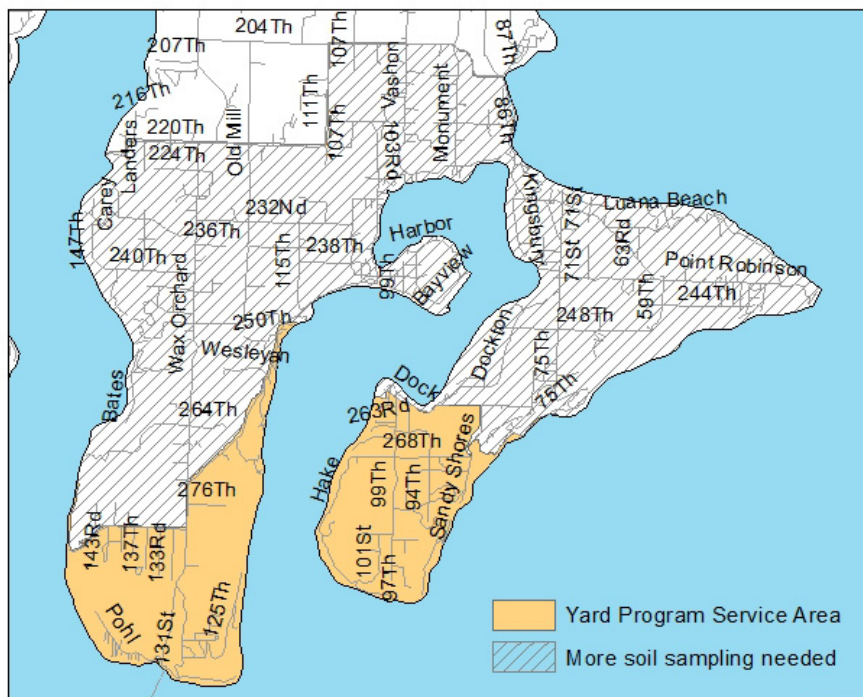 204Th
87Th
207Th
107Th
216Th
111Th
Vashon
Monument
220Th
Old Mill
107Th
86Th
Landers
224Th
103Rd
Carey
Kingsbury
71St
Luana Beach
232Nd
147Th
236Th
Harbor
63Rd
240Th
115Th
238Th
71St
Point Robinson
99Th
Bayview
59Th
244Th
Wax Orchard
250Th
248Th
Wesleyan
Dockton
75Th
Dock
75Th
Bates
264Th
263Rd
268Th
Sandy Shores
Hake
99Th
94Th
276Th
143Rd
137Th
133Rd
101St
97Th
Pohl
131St
125Th
Yard Program Service Area
More soil sampling needed